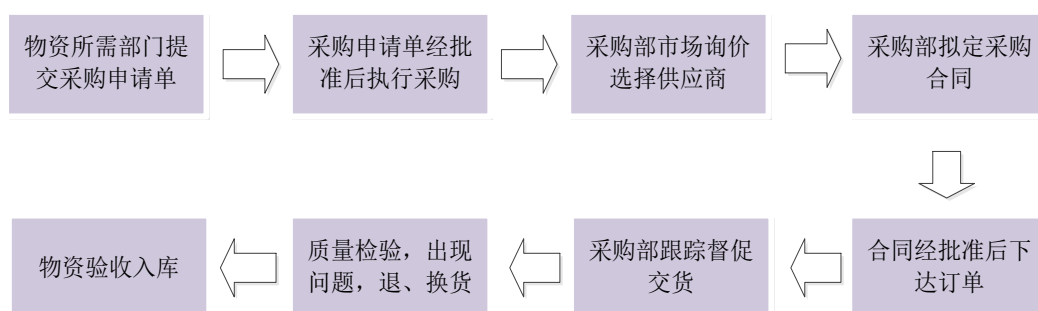 物资所需部门提
交采购申请单
采购申请单经批
准后执行采购
采购部市场询价
选择供应商
采购部拟定采购
合同
合同经批准后下
达订单
采购部跟踪督促
交货
质量检验，出现
问题，退、换货
物资验收入库